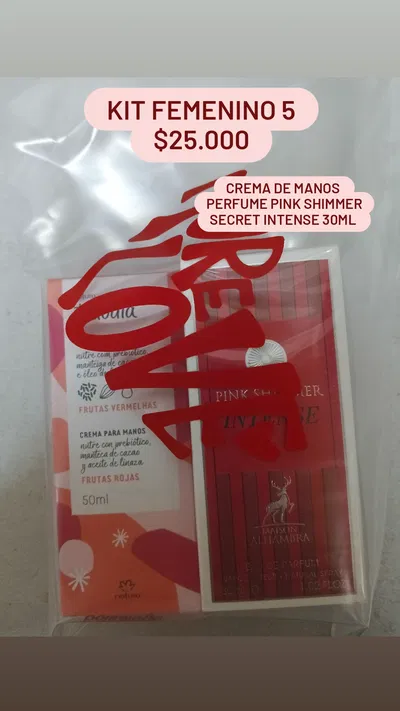 KIT FEMENINO 5
$25.000
CREMA DE MANOS
PERFUME PINK SHIMMER
SECRET INTENSE 30ML
LOVE
nutre com prebiótico,
FRUTAS VERMELHAS
CREMA PARA MANOS
nutre con prebiótico,
manteca de cacao
y aceite de linaza
FRUTAS ROJAS
50ml
natura
PINK SHIMMER
INTENSE
MAISON
ALHAMBRA